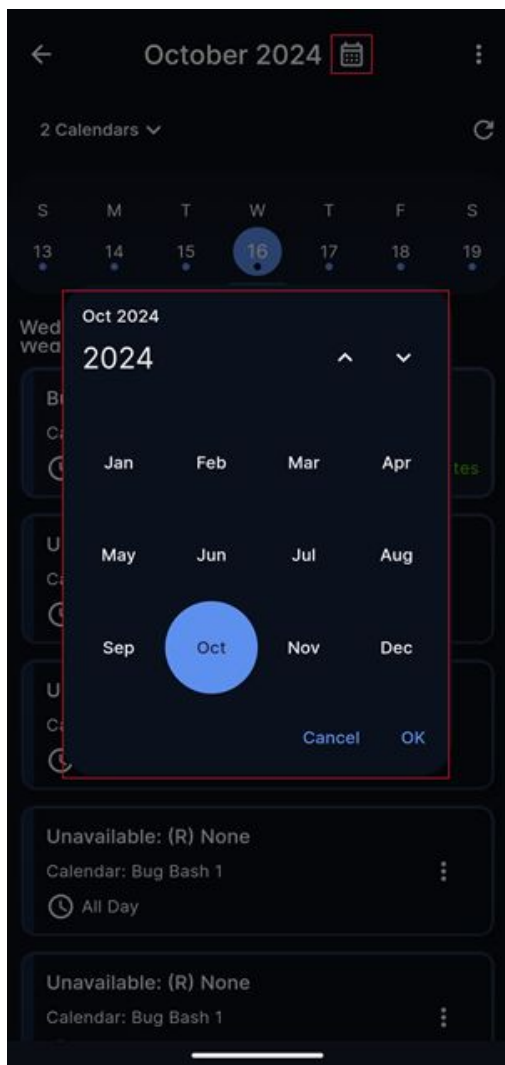 October 2024
2 Calendars
S M T W T F S
13 14 15 16 17 18 19
Oct 2024
2024
Jan Feb Mar Apr
May Jun Jul Aug
Sep Oct Nov Dec
Cancel OK
Unavailable: (R) None
Calendar: Bug Bash 1
All Day
Unavailable: (R) None
Calendar: Bug Bash 1